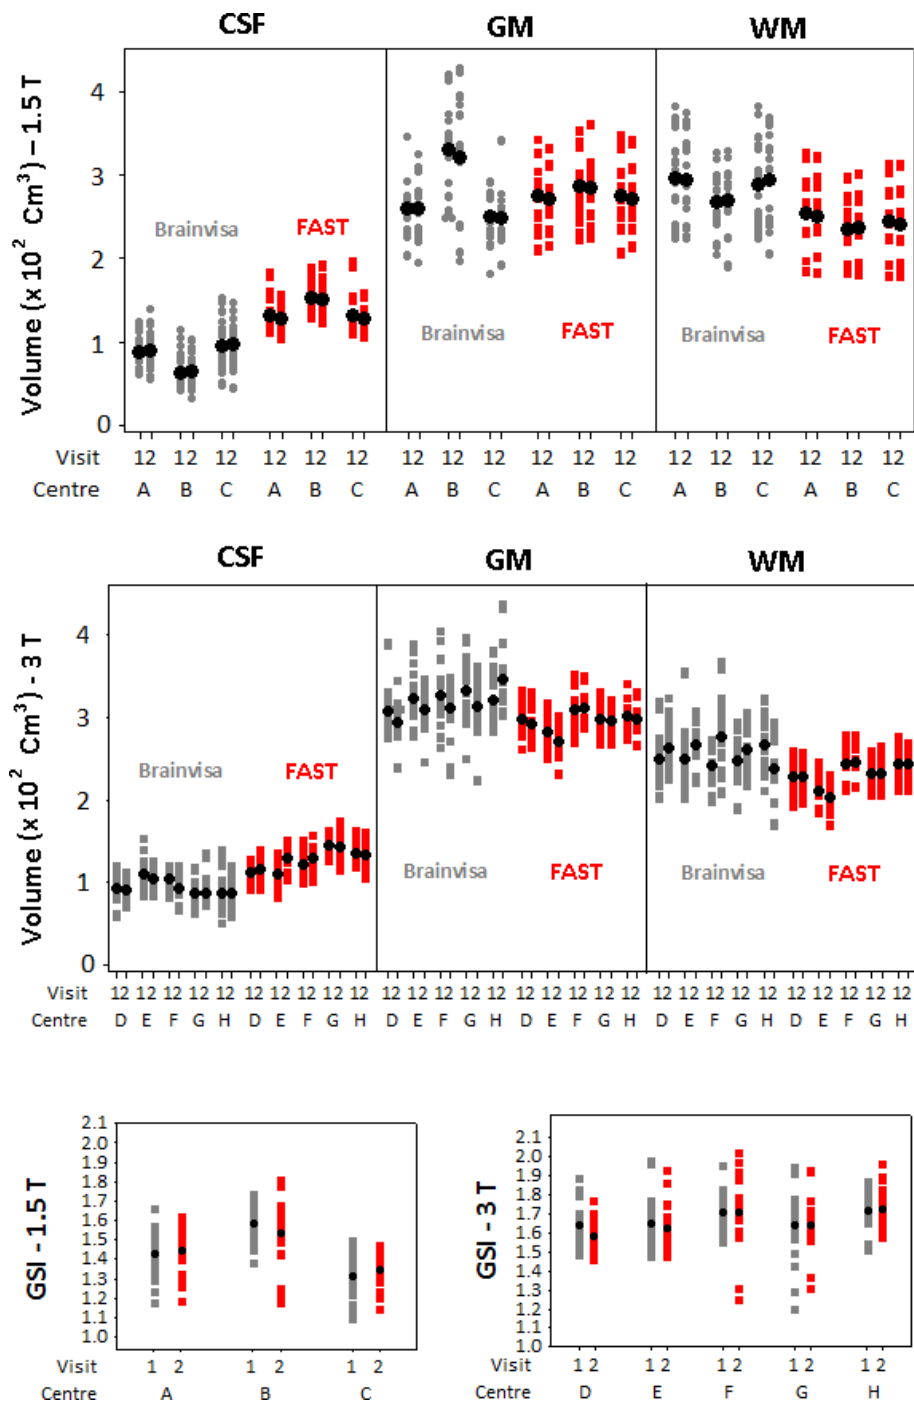 CSF GM WM
Volume (x 10² Cm³) – 1.5 T
4
3
2
1
0
Brainvisa FAST
Brainvisa FAST
Brainvisa FAST
Visit 12 12 12 12 12 12 12 12 12 12 12 12 12 12 12 12 12 12
Centre A B C A B C A B C A B C A B C A B C
CSF GM WM
Volume (x 10² Cm³) - 3 T
4
3
2
1
0
Brainvisa FAST
Brainvisa FAST
Brainvisa FAST
Visit 12 12 12 12 12 12 12 12 12 12 12 12 12 12 12 12 12 12 12 12 12 12 12 12 12 12 12 12 12 12
Centre D E F G H D E F G H D E F G H D E F G H D E F G H D E F G H
GSI - 1.5 T
2.1
2.0
1.9
1.8
1.7
1.6
1.5
1.4
1.3
1.2
1.1
1.0
Visit 1 2 1 2 1 2
Centre A B C
GSI - 3 T
2.1
2.0
1.9
1.8
1.7
1.6
1.5
1.4
1.3
1.2
1.1
1.0
Visit 1 2 1 2 1 2 1 2 1 2
Centre D E F G H